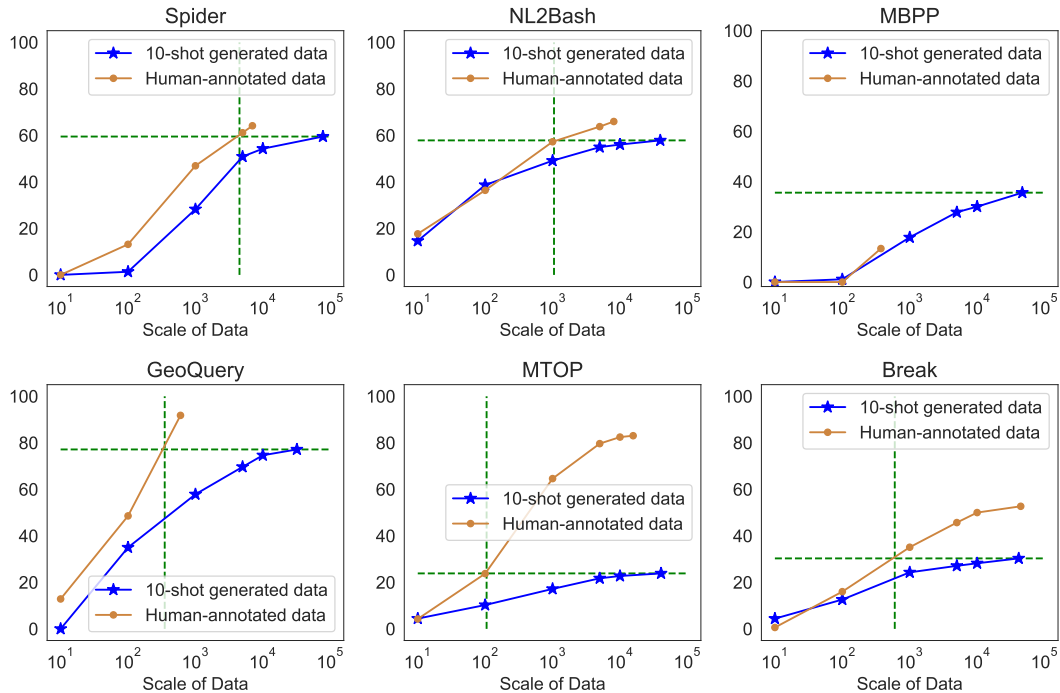 Spider
100
80
60
40
20
0
10-shot generated data
Human-annotated data
10^1 10^2 10^3 10^4 10^5
Scale of Data
NL2Bash
100
80
60
40
20
0
10-shot generated data
Human-annotated data
10^1 10^2 10^3 10^4 10^5
Scale of Data
MBPP
100
80
60
40
20
0
10-shot generated data
Human-annotated data
10^1 10^2 10^3 10^4 10^5
Scale of Data
GeoQuery
100
80
60
40
20
0
10-shot generated data
Human-annotated data
10^1 10^2 10^3 10^4 10^5
Scale of Data
MTOP
100
80
60
40
20
0
10-shot generated data
Human-annotated data
10^1 10^2 10^3 10^4 10^5
Scale of Data
Break
100
80
60
40
20
0
10-shot generated data
Human-annotated data
10^1 10^2 10^3 10^4 10^5
Scale of Data